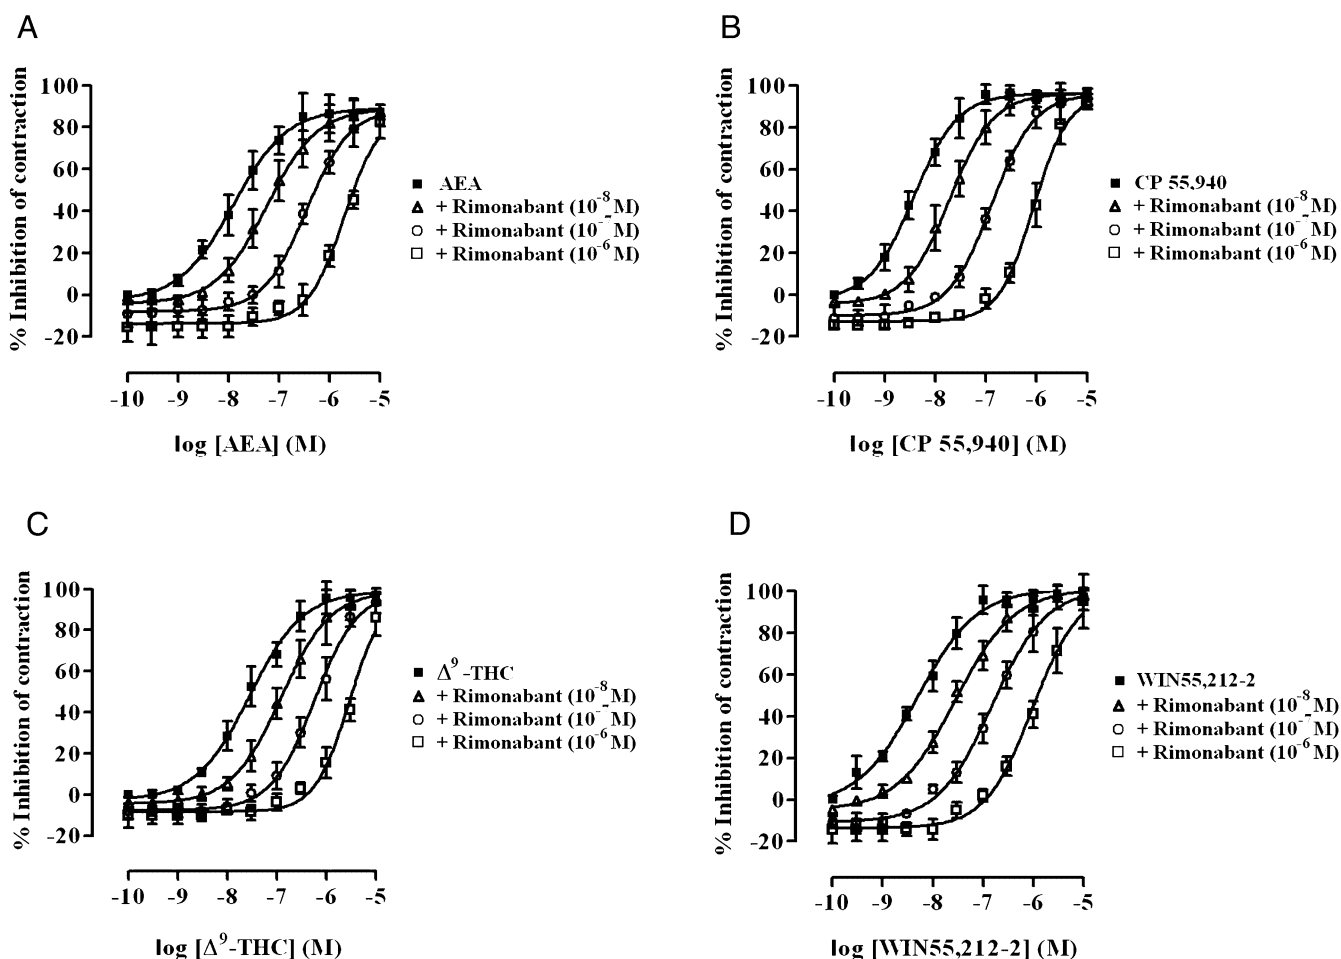 A
% Inhibition of contraction
100
80
60
40
20
0
-20
-10 -9 -8 -7 -6 -5
log [AEA] (M)
AEA
+ Rimonabant (10-8 M)
+ Rimonabant (10-7 M)
+ Rimonabant (10-6 M)
B
% Inhibition of contraction
100
80
60
40
20
0
-20
-10 -9 -8 -7 -6 -5
log [CP 55,940] (M)
CP 55,940
+ Rimonabant (10-8 M)
+ Rimonabant (10-7 M)
+ Rimonabant (10-6 M)
C
% Inhibition of contraction
100
80
60
40
20
0
-20
-10 -9 -8 -7 -6 -5
log [Δ9-THC] (M)
Δ9-THC
+ Rimonabant (10-8 M)
+ Rimonabant (10-7 M)
+ Rimonabant (10-6 M)
D
% Inhibition of contraction
100
80
60
40
20
0
-20
-10 -9 -8 -7 -6 -5
log [WIN55,212-2] (M)
WIN55,212-2
+ Rimonabant (10-8 M)
+ Rimonabant (10-7 M)
+ Rimonabant (10-6 M)